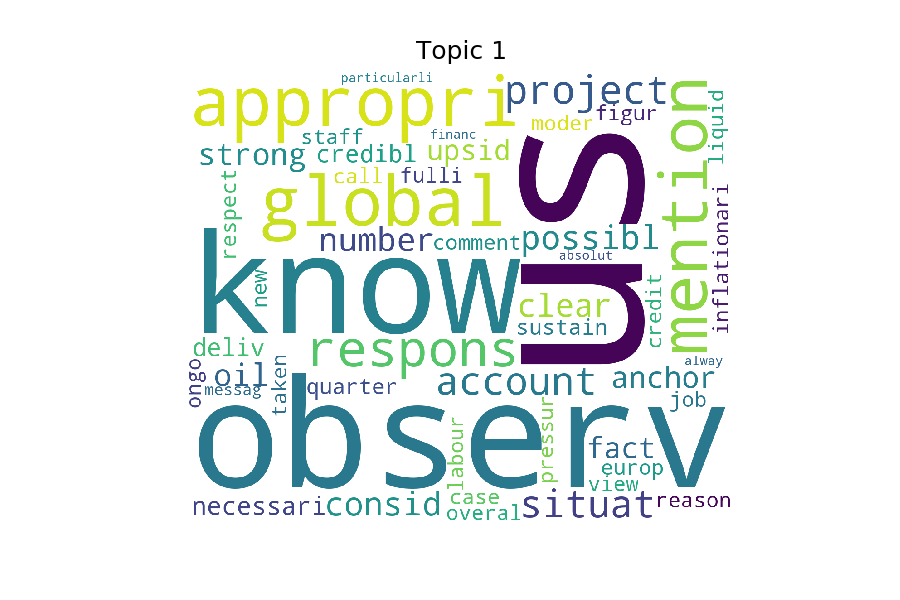 Topic 1
particularli
appropri
project
mention
liquid
moder
figur
staff
financ
strong
credibl
upsid
us
respect
call
fulli
global
inflationari
number
comment
possibl
absolut
know
new
clear
credit
sustain
respons
deliv
ongo
oil
messag
taken
quarter
account
anchor
alway
job
observ
labour
pressur
fact
europ
view
necessari
consid
case
overal
situat
reason